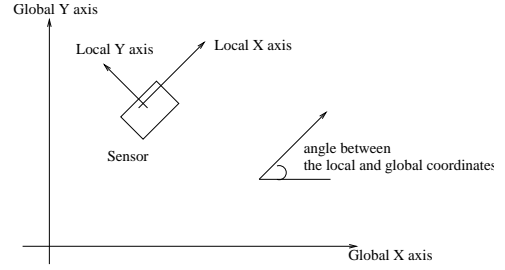 Global Y axis
Local Y axis
Local X axis
Sensor
angle between
the local and global coordinates
Global X axis